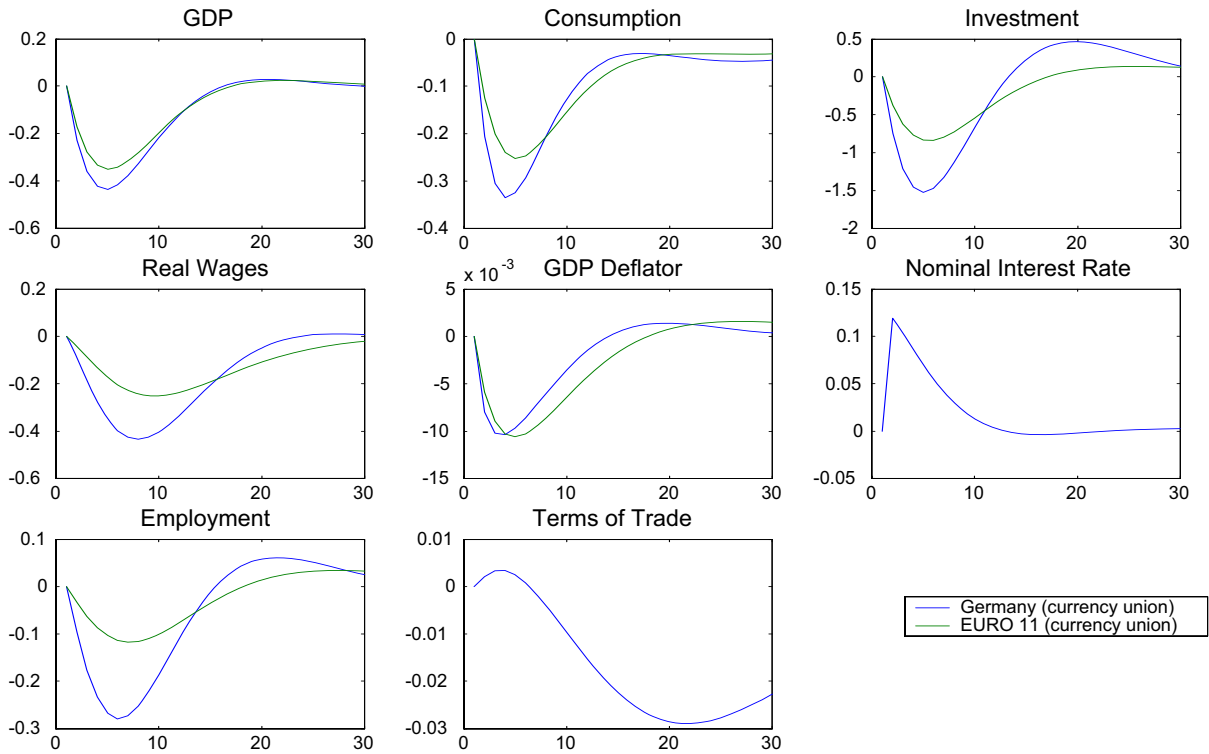 GDP Consumption Investment
0.2 0 0.5
0 -0.1 0
-0.2 -0.2 -0.5
-1
-0.4 -0.3 -1.5
-0.6 -0.4 -2
0 10 20 30 0 10 20 30 0 10 20 30
Real Wages x 10 -3 GDP Deflator Nominal Interest Rate
0.2 5 0.15
0 0 0.1
-0.2 -5 0.05
-0.4 -10 0
-0.6 -15 -0.05
0 10 20 30 0 10 20 30 0 10 20 30
Employment Terms of Trade
0.1 0.01
0 0
-0.1 -0.01
-0.2 -0.02
-0.3 -0.03
0 10 20 30 0 10 20 30
Germany (currency union)
EURO 11 (currency union)